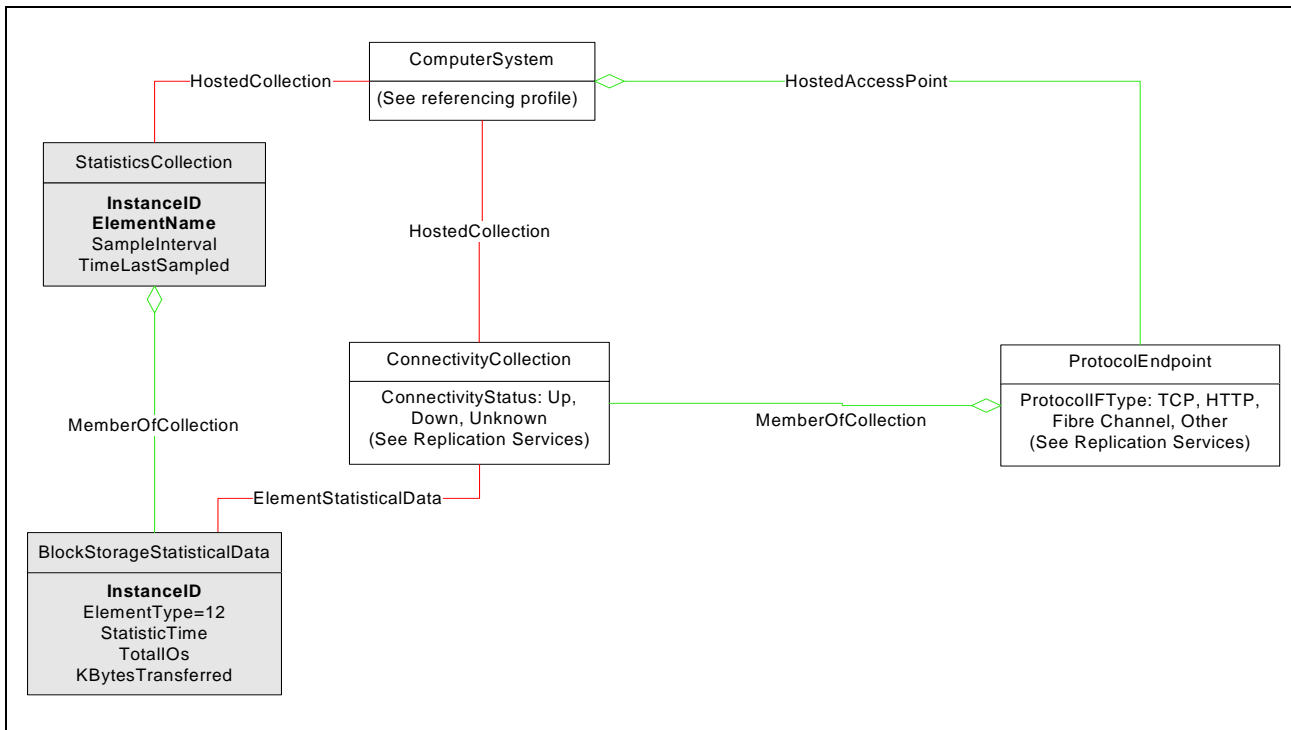 ComputerSystem
(See referencing profile)
HostedCollection
HostedAccessPoint
StatisticsCollection
InstanceID
ElementName
SampleInterval
TimeLastSampled
HostedCollection
ConnectivityCollection
ConnectivityStatus: Up,
Down, Unknown
(See Replication Services)
ProtocolEndpoint
ProtocolIFType: TCP, HTTP,
Fibre Channel, Other
(See Replication Services)
MemberOfCollection
MemberOfCollection
ElementStatisticalData
BlockStorageStatisticalData
InstanceID
ElementType=12
StatisticTime
TotalIOs
KBytesTransferred